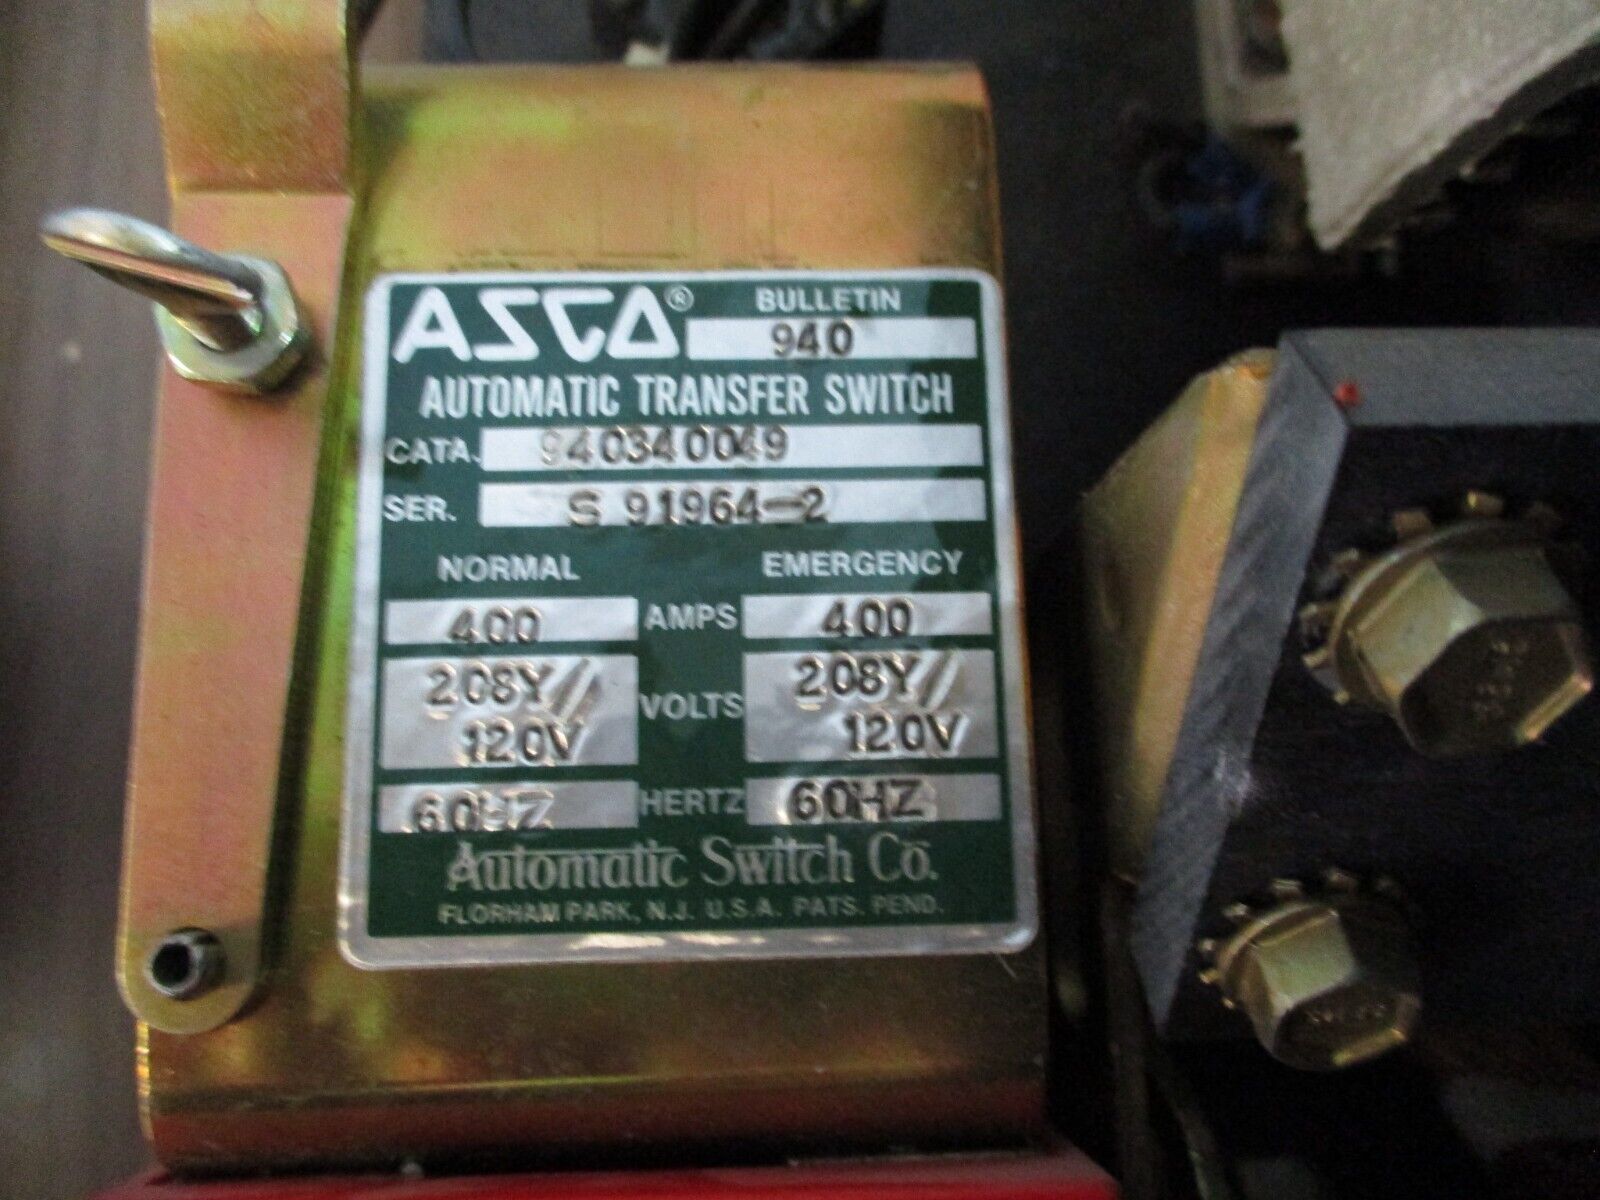 ASCO® BULLETIN
940
AUTOMATIC TRANSFER SWITCH
CATA. 940340049
SER. S 91964-2
NORMAL EMERGENCY
400 AMPS 400
208Y/ VOLTS 208Y/
120V 120V
60HZ HERTZ 60HZ
Automatic Switch Co.
FLORHAM PARK, N.J. U.S.A. PATS. PEND.